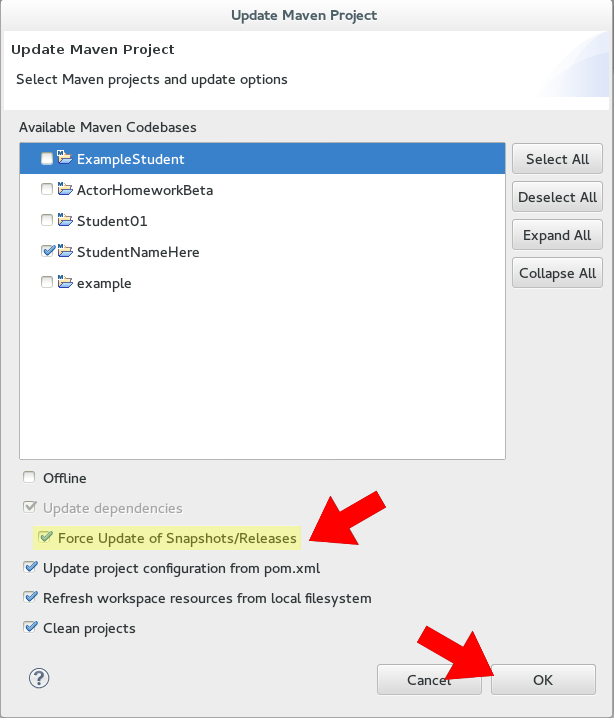 Update Maven Project
Update Maven Project
Select Maven projects and update options
Available Maven Codebases
ExampleStudent
ActorHomeworkBeta
Student01
StudentNameHere
example
Select All
Deselect All
Expand All
Collapse All
Offline
Update dependencies
Force Update of Snapshots/Releases
Update project configuration from pom.xml
Refresh workspace resources from local filesystem
Clean projects
?
Cancel
OK